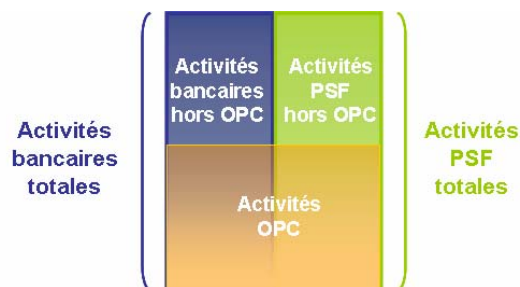 Activités
bancaires
totales
Activités
bancaires
hors OPC
Activités
PSF
hors OPC
Activités
OPC
Activités
PSF
totales